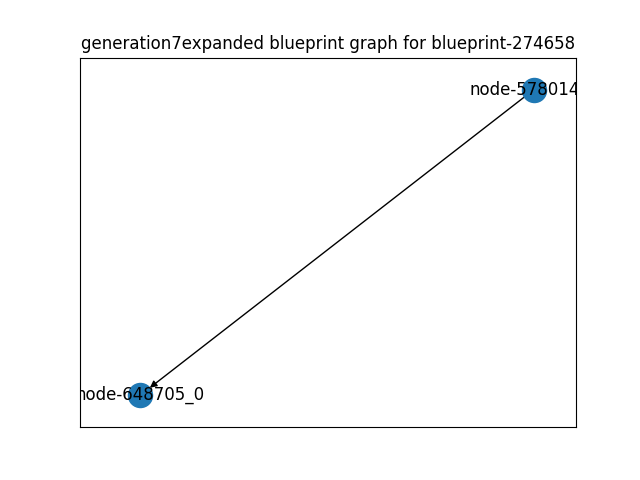 generation7expanded blueprint graph for blueprint-274658
node-578014
node-648705_0